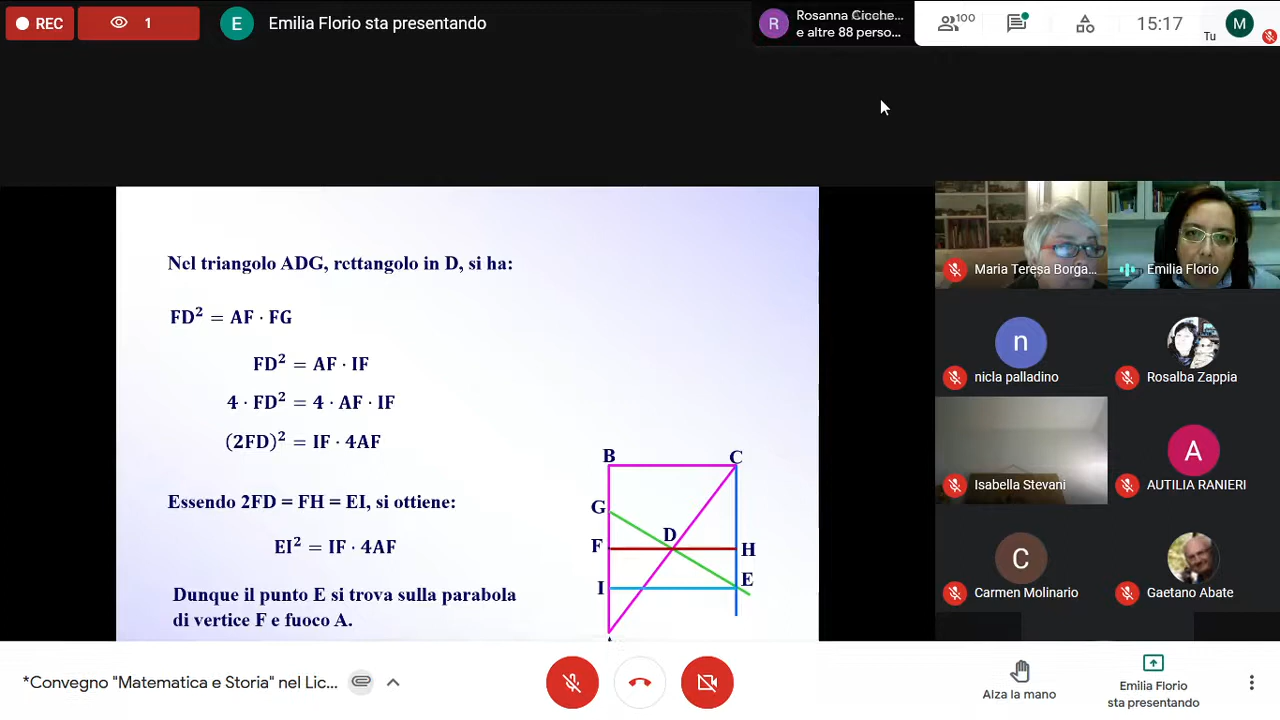 REC
1
E
Emilia Florio sta presentando
R
Rosanna Cicche...
e altre 88 perso...
100
15:17
Tu
M
Nel triangolo ADG, rettangolo in D, si ha:
FD² = AF · FG
FD² = AF · IF
4 · FD² = 4 · AF · IF
(2FD)² = IF · 4AF
Essendo 2FD = FH = EI, si ottiene:
EI² = IF · 4AF
Dunque il punto E si trova sulla parabola
di vertice F e fuoco A.
B
C
G
D
F
H
I
E
Maria Teresa Borga...
Emilia Florio
n
nicla palladino
Rosalba Zappia
Isabella Stevani
A
AUTILIA RANIERI
C
Carmen Molinario
Gaetano Abate
*Convegno "Matematica e Storia" nel Lic...
Alza la mano
Emilia Florio
sta presentando